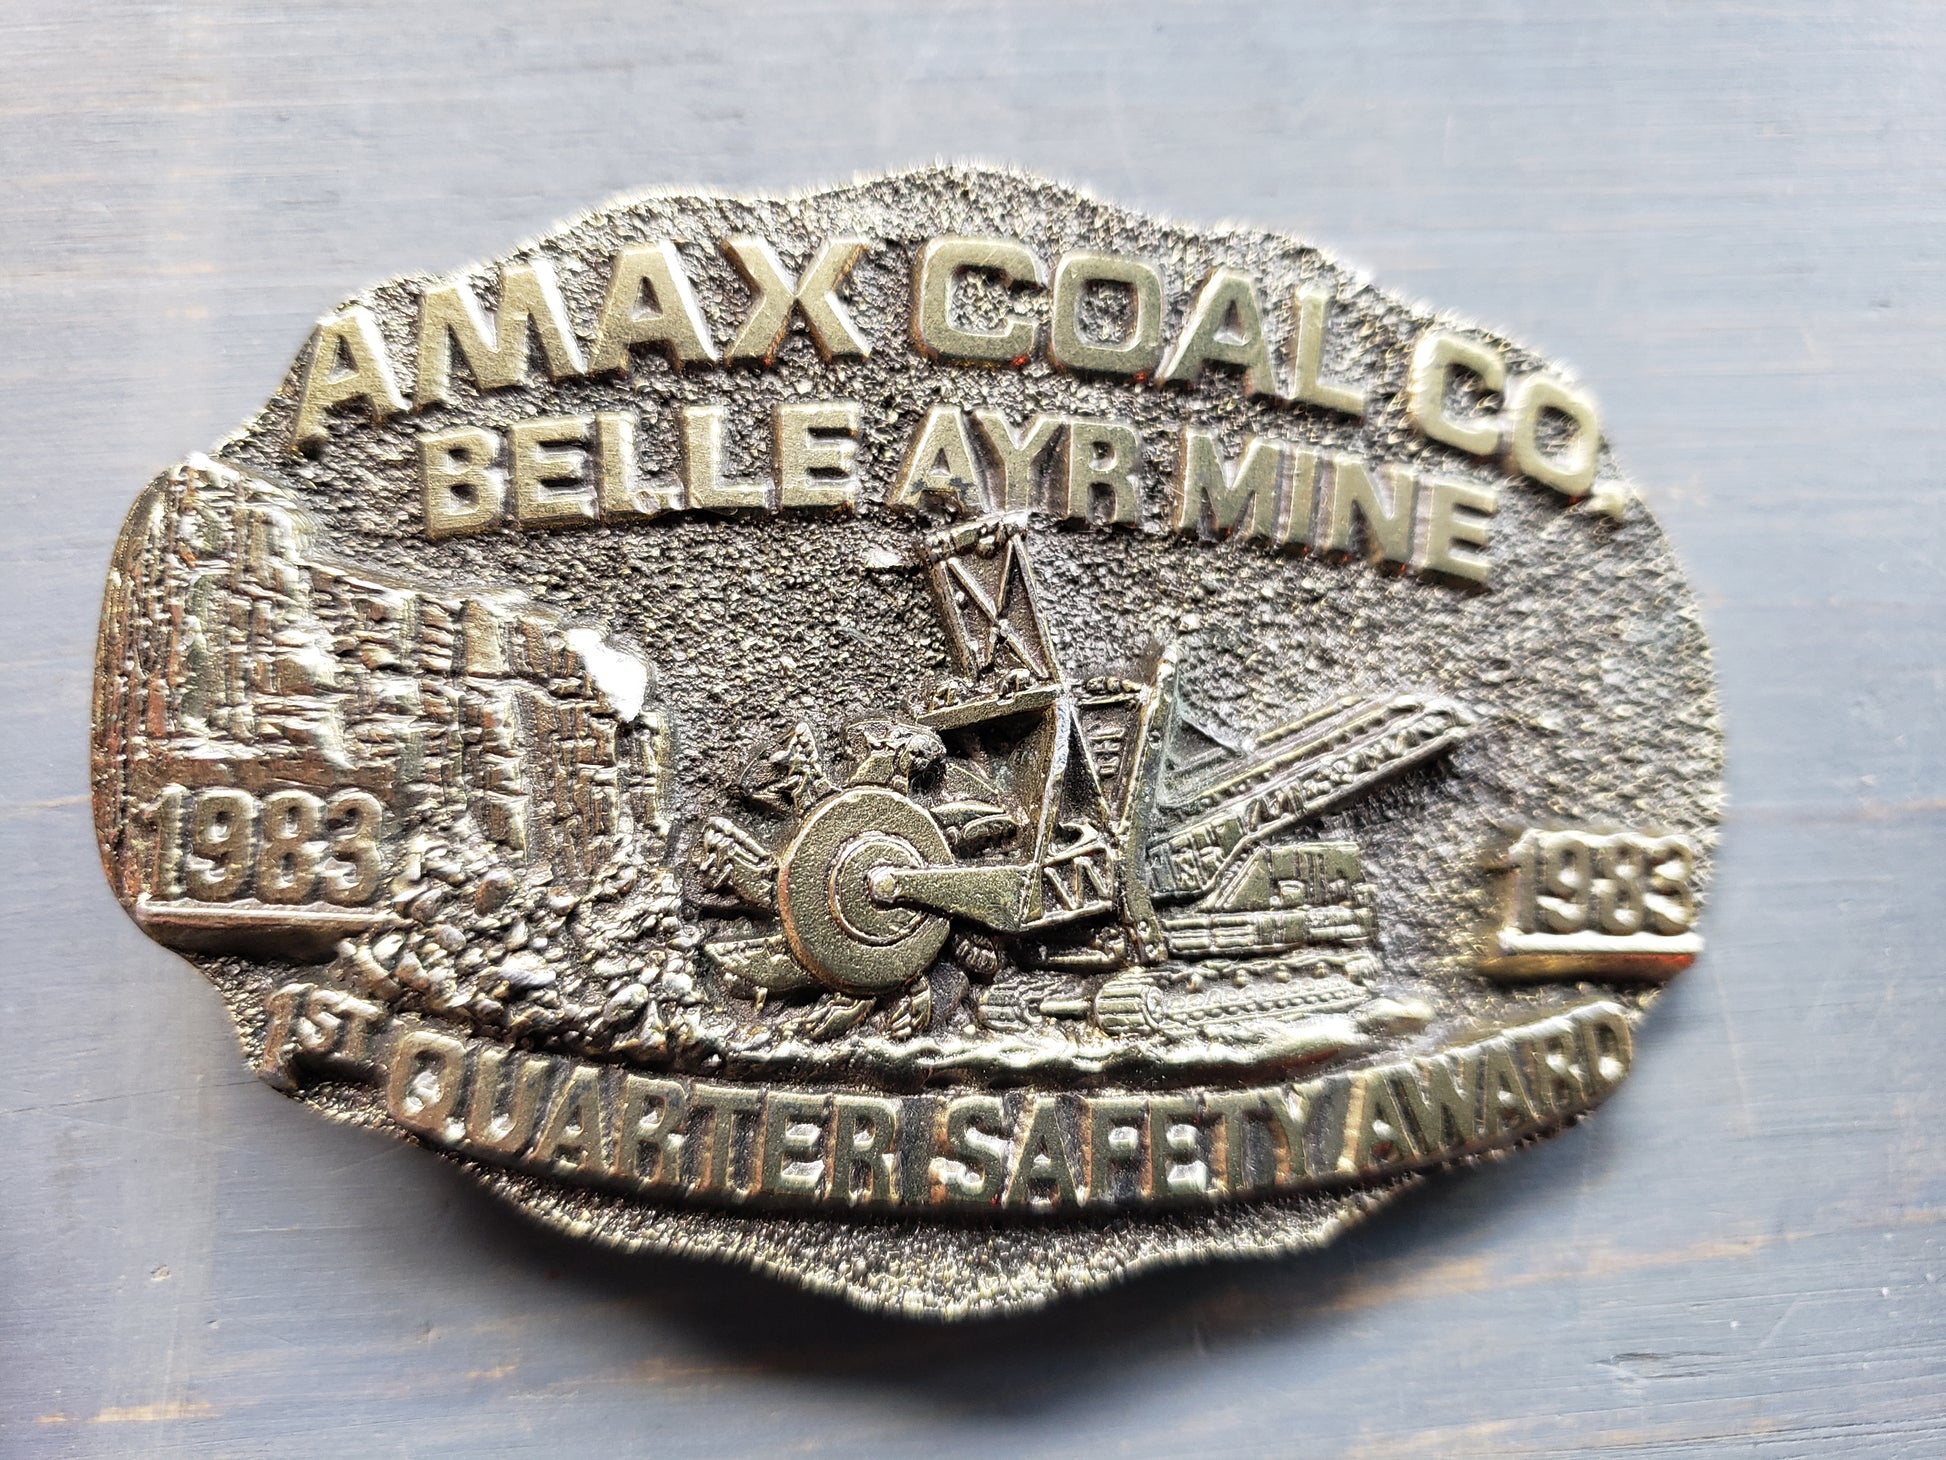 AMAX COAL CO.
BELLE AYR MINE
1983
1983
1ST QUARTER SAFETY AWARD